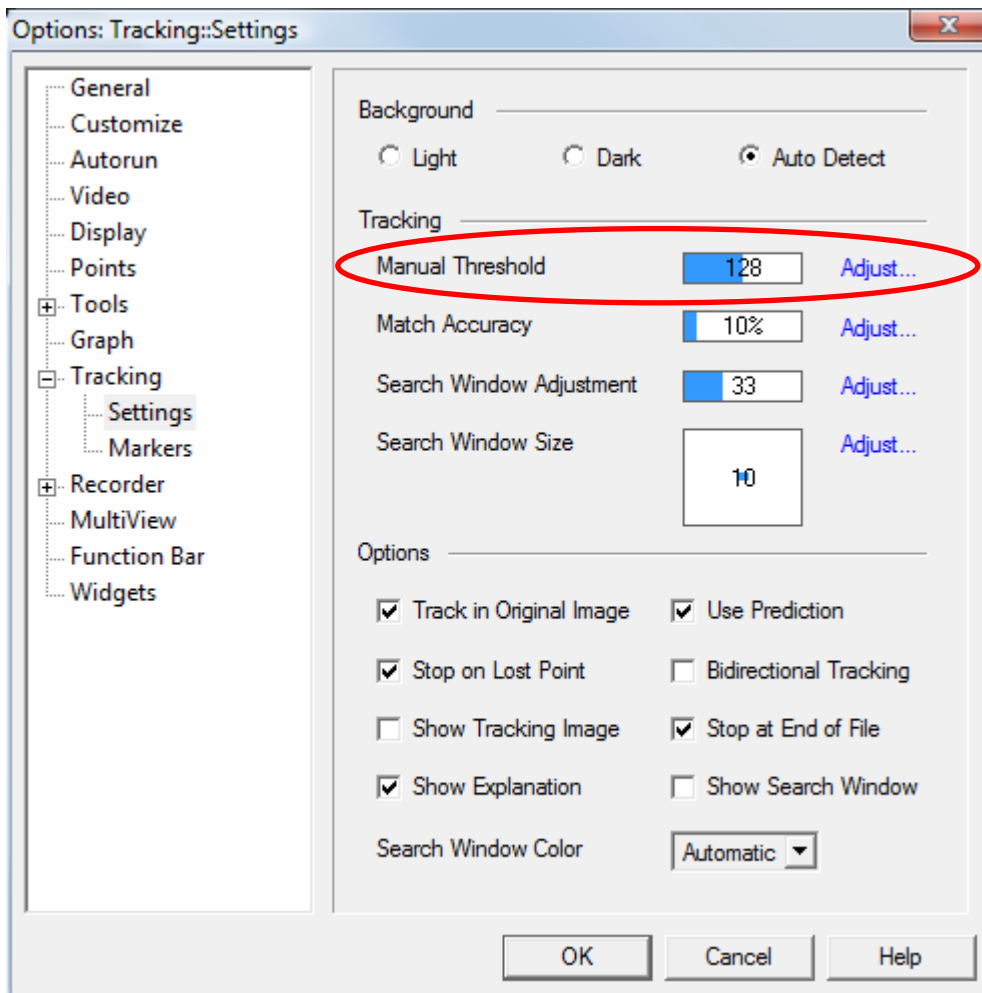 Options: Tracking::Settings
General
Customize
Autorun
Video
Display
Points
Tools
Graph
Tracking
Settings
Markers
Recorder
MultiView
Function Bar
Widgets
Background
Light Dark Auto Detect
Tracking
Manual Threshold 128 Adjust...
Match Accuracy 10% Adjust...
Search Window Adjustment 33 Adjust...
Search Window Size 10 Adjust...
Options
Track in Original Image Use Prediction
Stop on Lost Point Bidirectional Tracking
Show Tracking Image Stop at End of File
Show Explanation Show Search Window
Search Window Color Automatic
OK Cancel Help